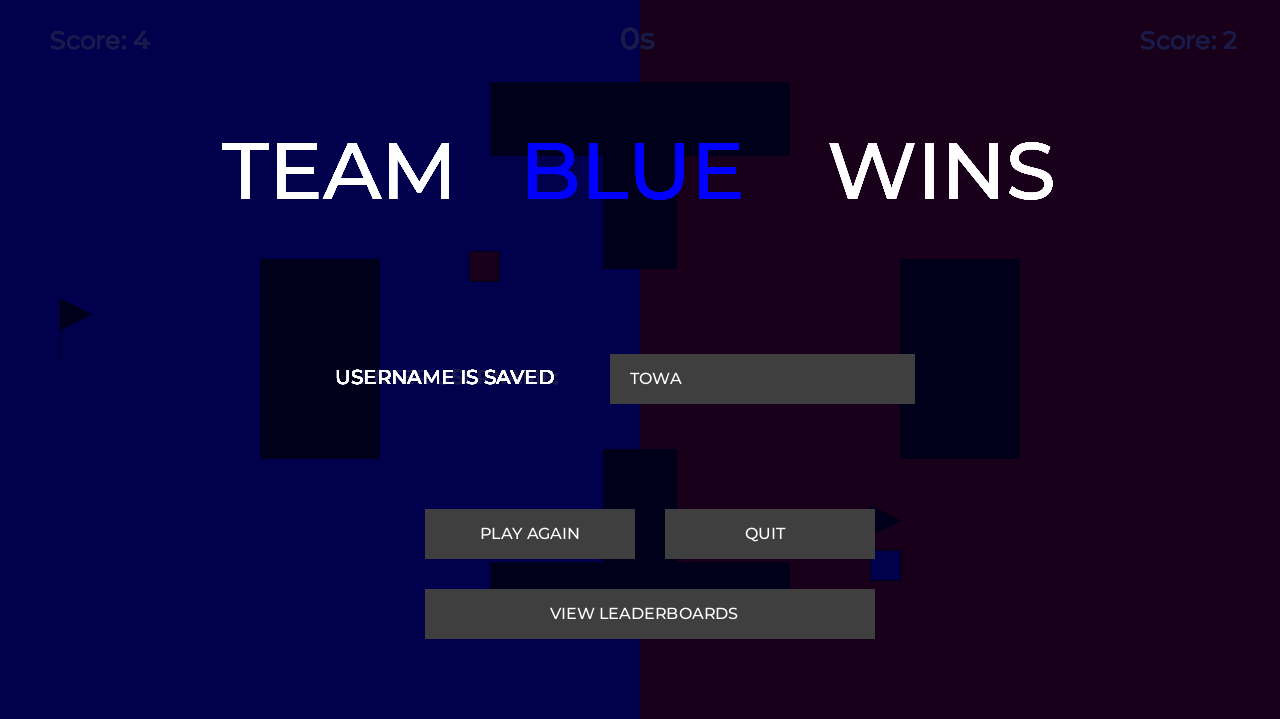 Score: 4 0s Score: 2
TEAM BLUE WINS
USERNAME IS SAVED TOWA
PLAY AGAIN QUIT
VIEW LEADERBOARDS